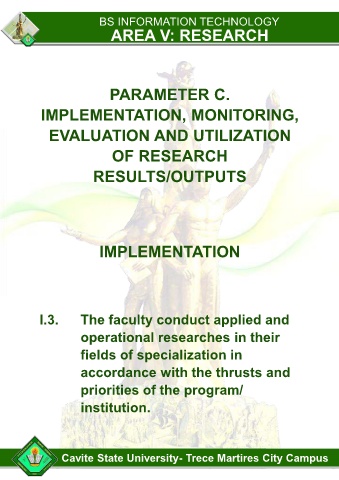 BS INFORMATION TECHNOLOGY
AREA V: RESEARCH
PARAMETER C.
IMPLEMENTATION, MONITORING,
EVALUATION AND UTILIZATION
OF RESEARCH
RESULTS/OUTPUTS
IMPLEMENTATION
I.3. The faculty conduct applied and
operational researches in their
fields of specialization in
accordance with the thrusts and
priorities of the program/
institution.
Cavite State University- Trece Martires City Campus